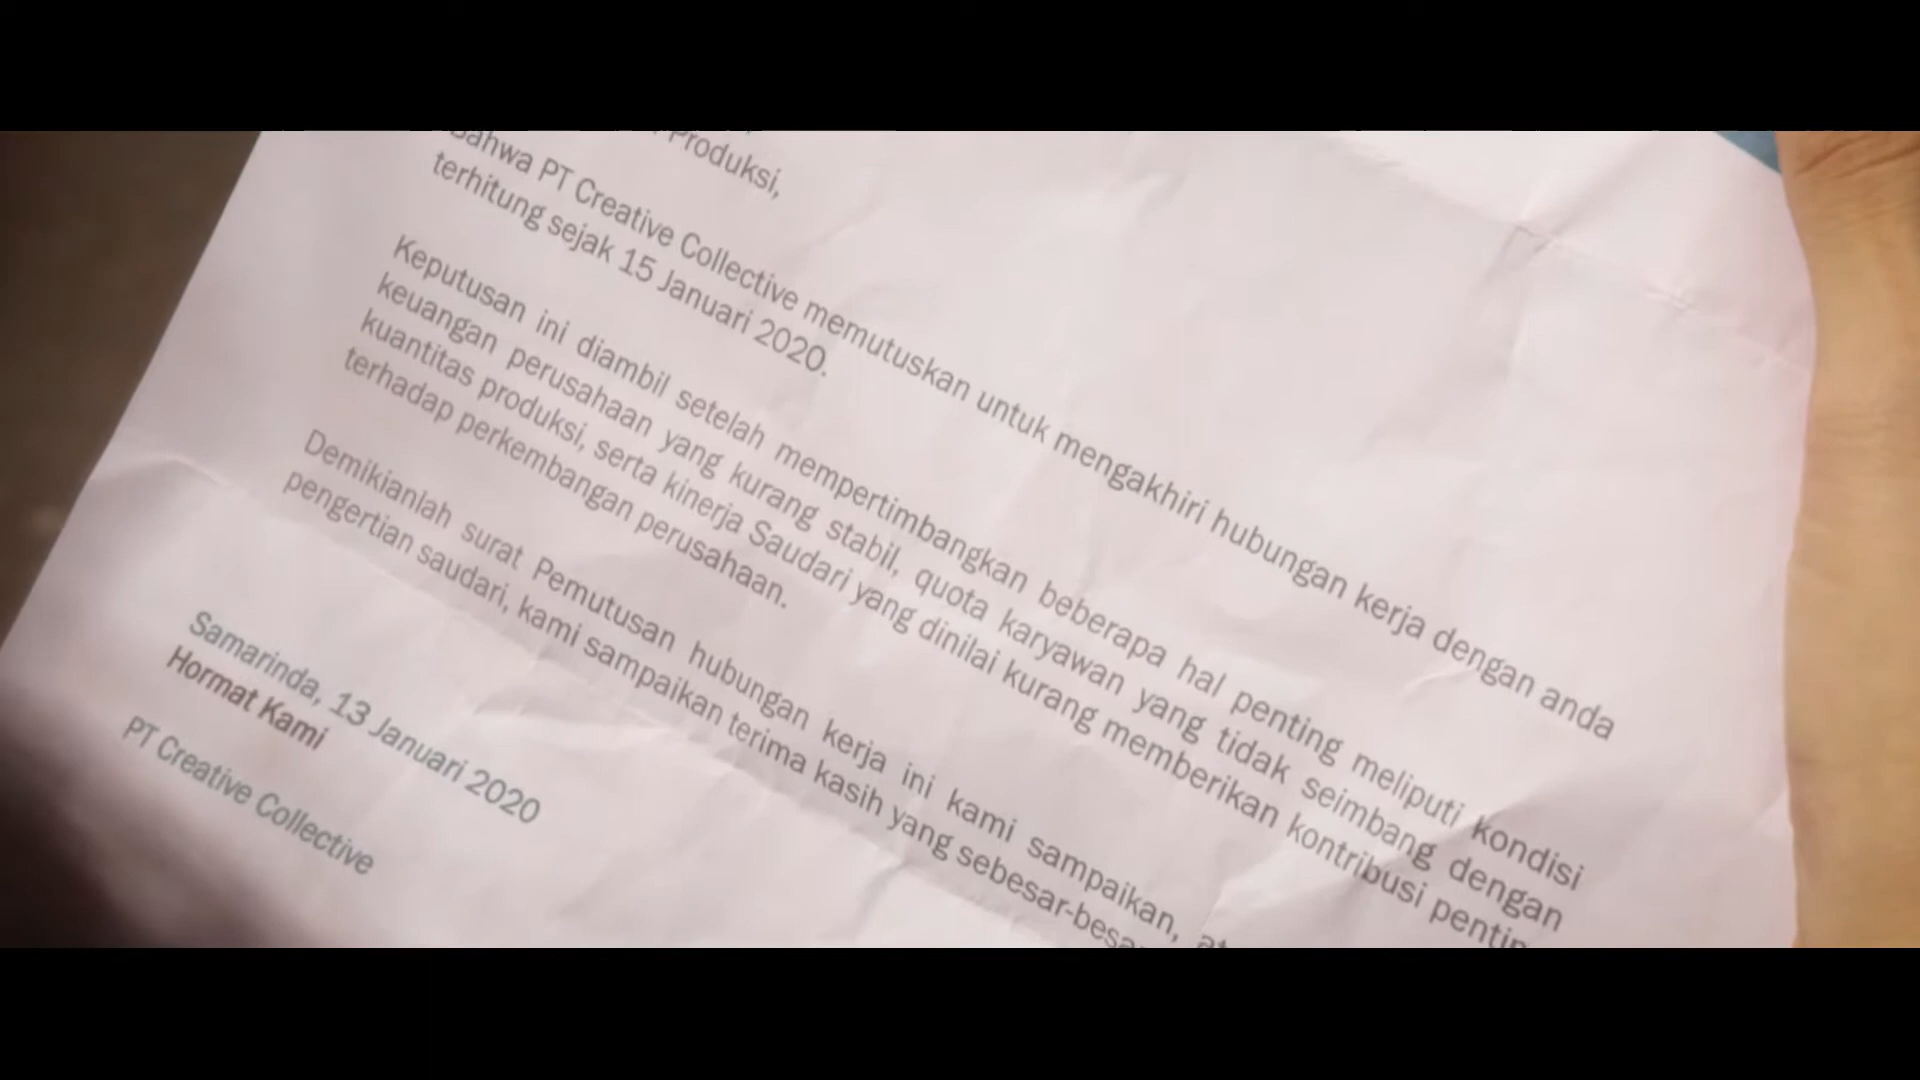 Produksi,
Bahwa PT Creative Collective memutuskan untuk mengakhiri hubungan kerja dengan anda
terhitung sejak 15 Januari 2020.
Keputusan ini diambil setelah mempertimbangkan beberapa hal penting meliputi kondisi
keuangan perusahaan yang kurang stabil, quota karyawan yang tidak seimbang dengan
kuantitas produksi, serta kinerja Saudari yang dinilai kurang memberikan kontribusi
terhadap perkembangan perusahaan.
Demikianlah surat Pemutusan hubungan kerja ini kami sampaikan,
pengertian saudari, kami sampaikan terima kasih yang
Samarinda, 13 Januari 2020
Hormat Kami
PT Creative Collective